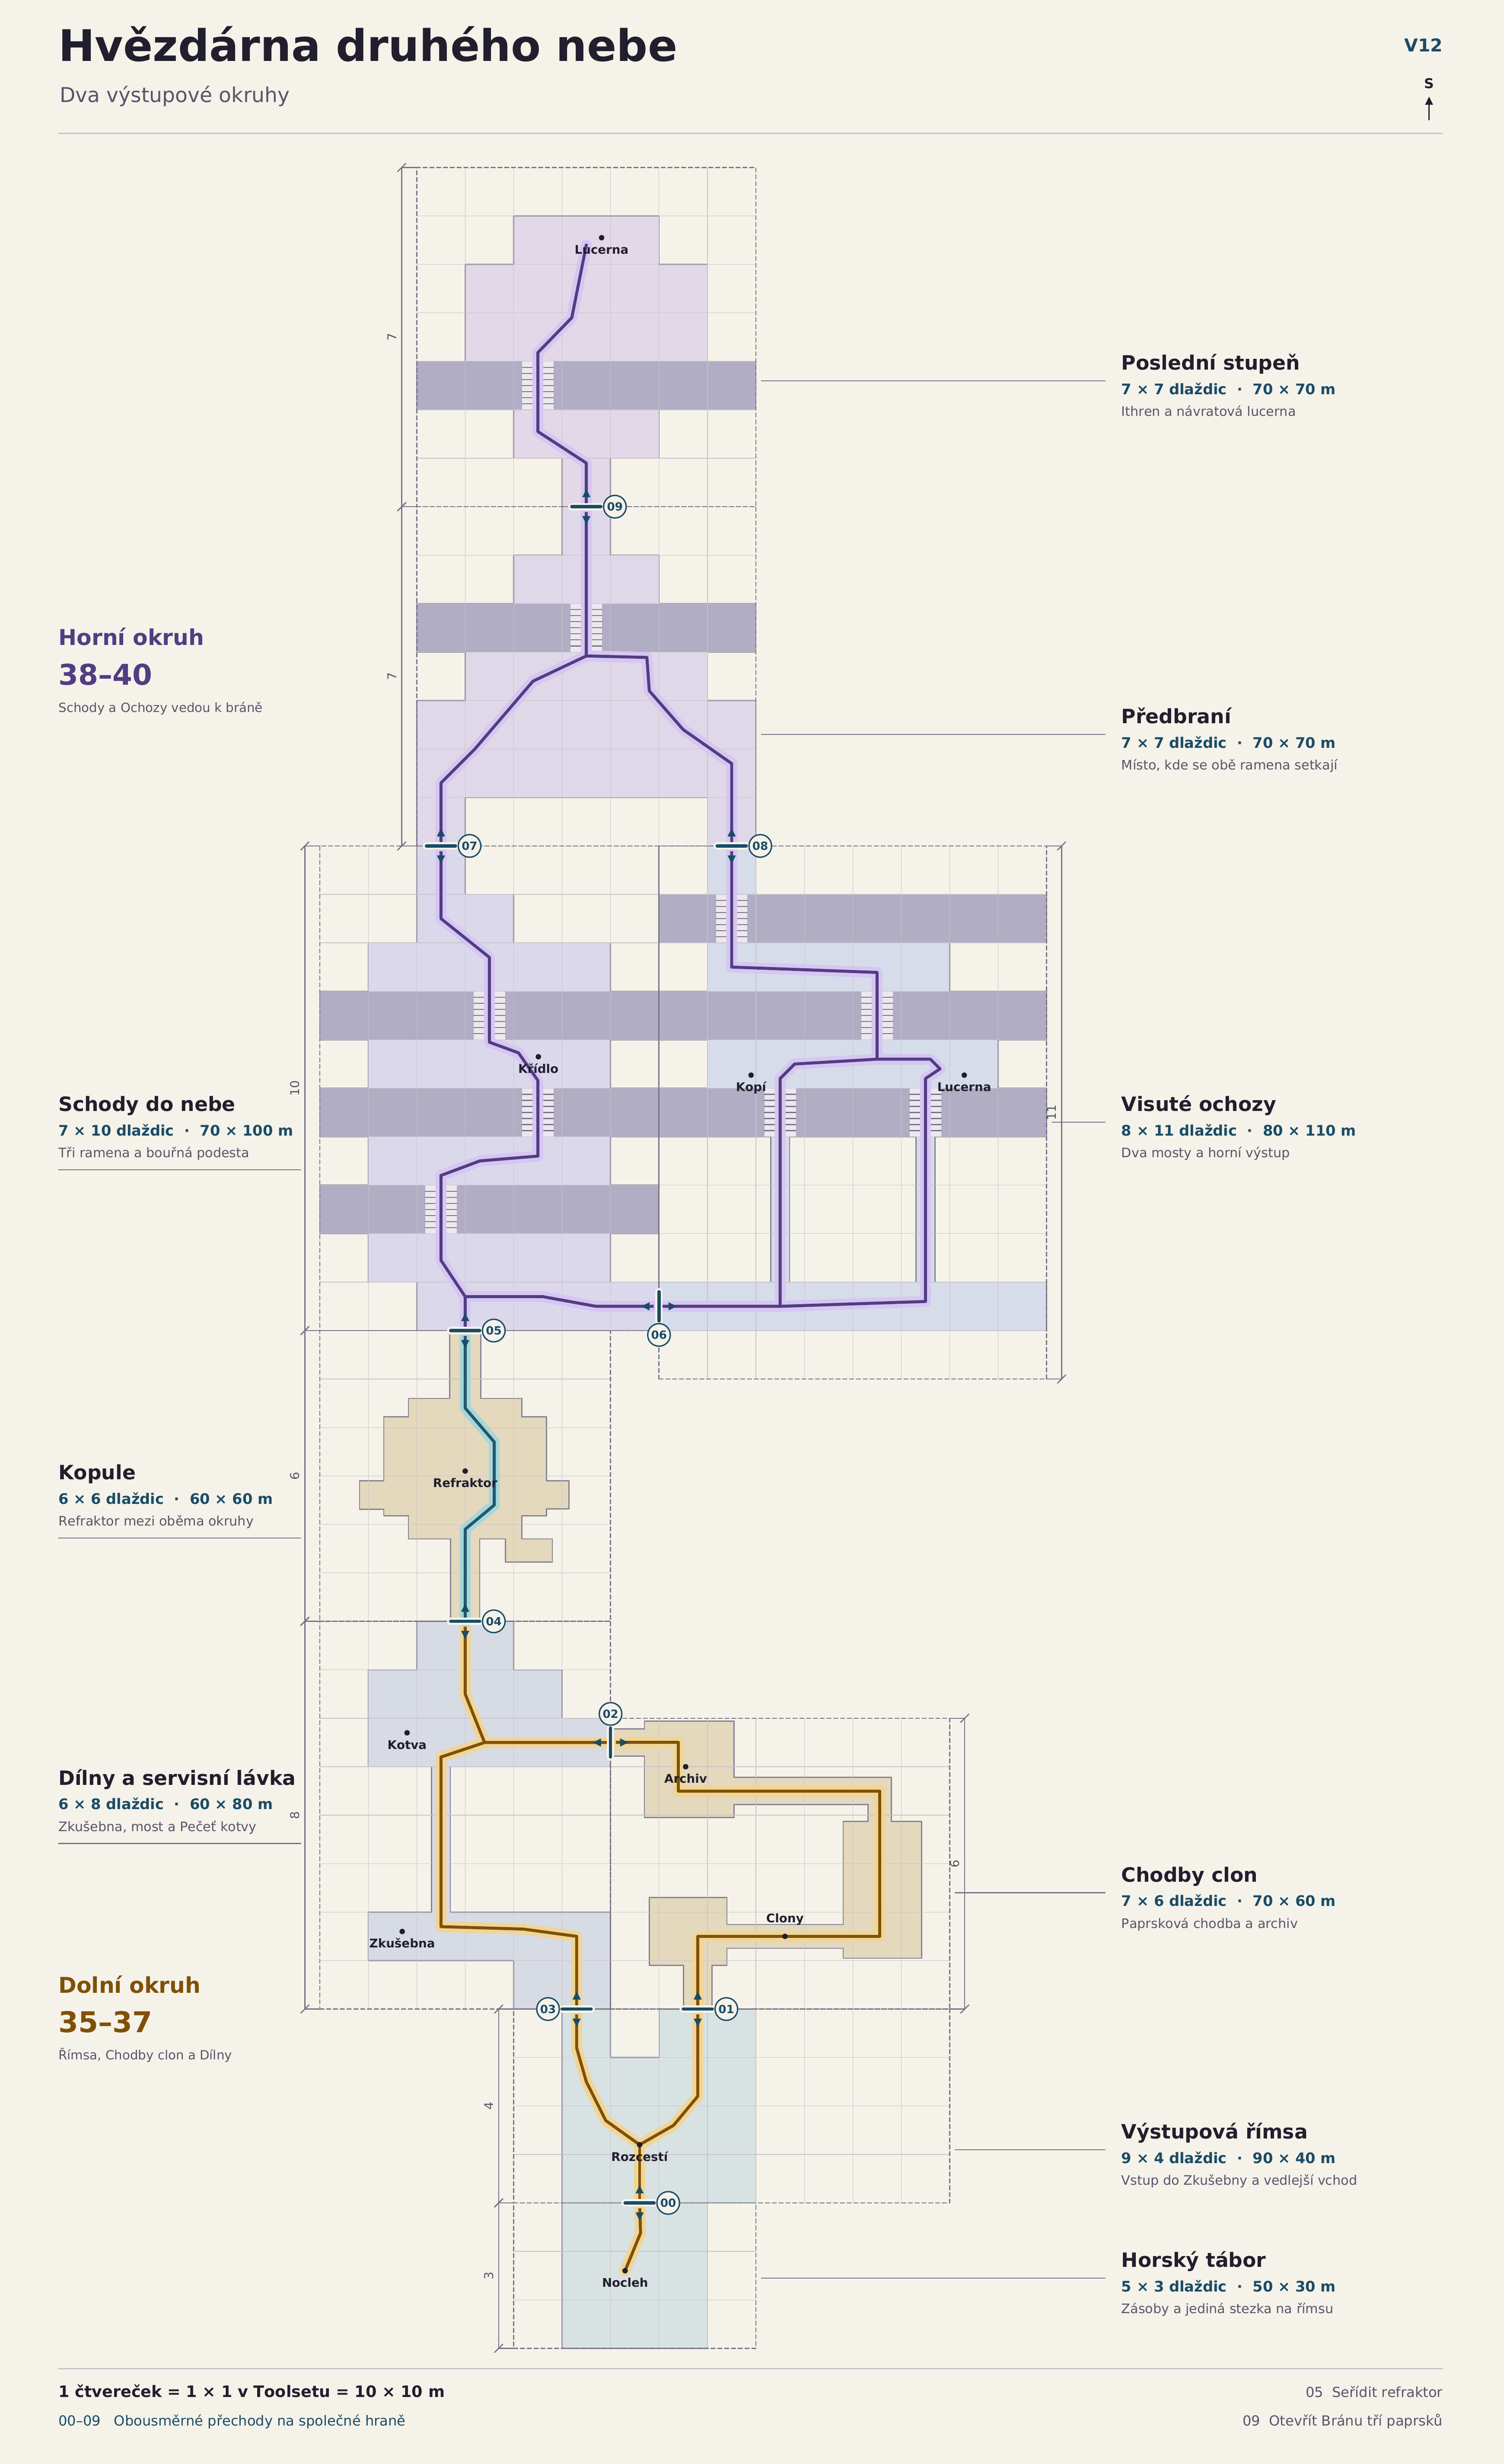 Hvězdárna druhého nebe
V12
Dva výstupové okruhy
S
Lucerna
7
Poslední stupeň
7 × 7 dlaždic · 70 × 70 m
Ithren a návratová lucerna
09
Horní okruh
38–40
Schody a Ochozy vedou k bráně
7
Předbraní
7 × 7 dlaždic · 70 × 70 m
Místo, kde se obě ramena setkají
07
08
Křídlo
Kopí
Lucerna
10
11
Schody do nebe
7 × 10 dlaždic · 70 × 100 m
Tři ramena a bouřná podesta
Visuté ochozy
8 × 11 dlaždic · 80 × 110 m
Dva mosty a horní výstup
05
06
Kopule
6 × 6 dlaždic · 60 × 60 m
Refraktor mezi oběma okruhy
6
Refraktor
04
02
Kotva
Archiv
Dílny a servisní lávka
6 × 8 dlaždic · 60 × 80 m
Zkušebna, most a Pečeť kotvy
8
6
Chodby clon
7 × 6 dlaždic · 70 × 60 m
Paprsková chodba a archiv
Clony
Zkušebna
Dolní okruh
35–37
Římsa, Chodby clon a Dílny
03
01
4
Rozcestí
Výstupová římsa
9 × 4 dlaždic · 90 × 40 m
Vstup do Zkušebny a vedlejší vchod
00
3
Nocleh
Horský tábor
5 × 3 dlaždic · 50 × 30 m
Zásoby a jediná stezka na římsu
1 čtvereček = 1 × 1 v Toolsetu = 10 × 10 m
05 Seřídit refraktor
00–09 Obousměrné přechody na společné hraně
09 Otevřít Bránu tří paprsků